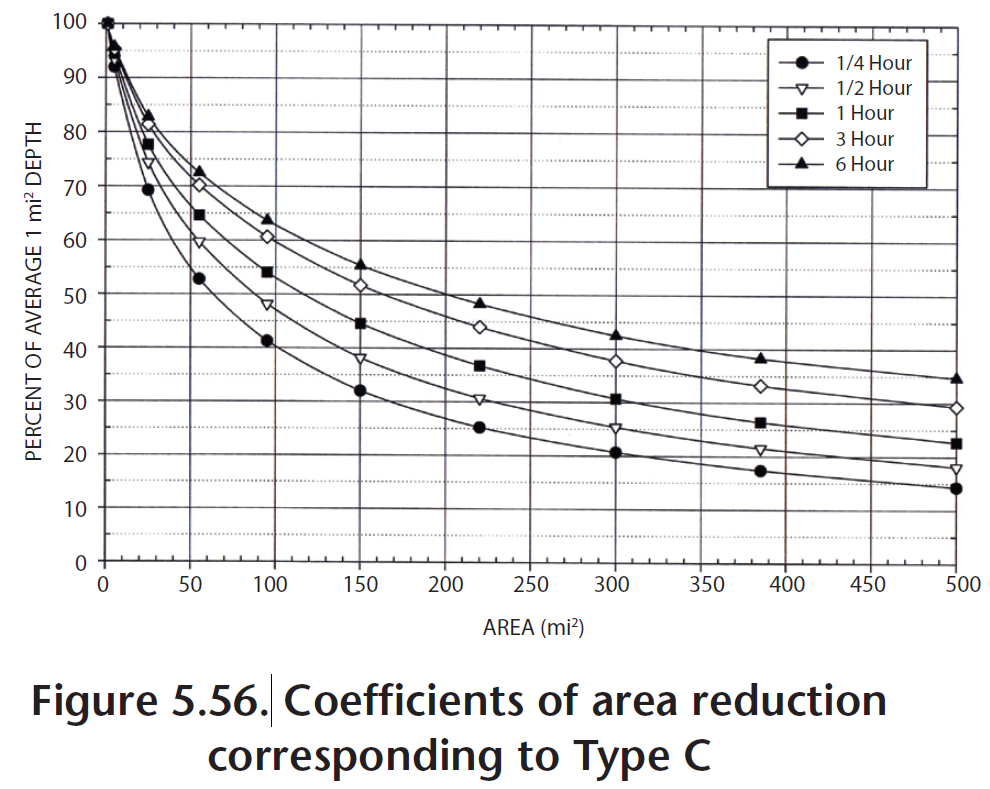 100
90
80
70
60
50
40
30
20
10
0
PERCENT OF AVERAGE 1 mi² DEPTH
1/4 Hour
1/2 Hour
1 Hour
3 Hour
6 Hour
0 50 100 150 200 250 300 350 400 450 500
AREA (mi²)
Figure 5.56. Coefficients of area reduction
corresponding to Type C